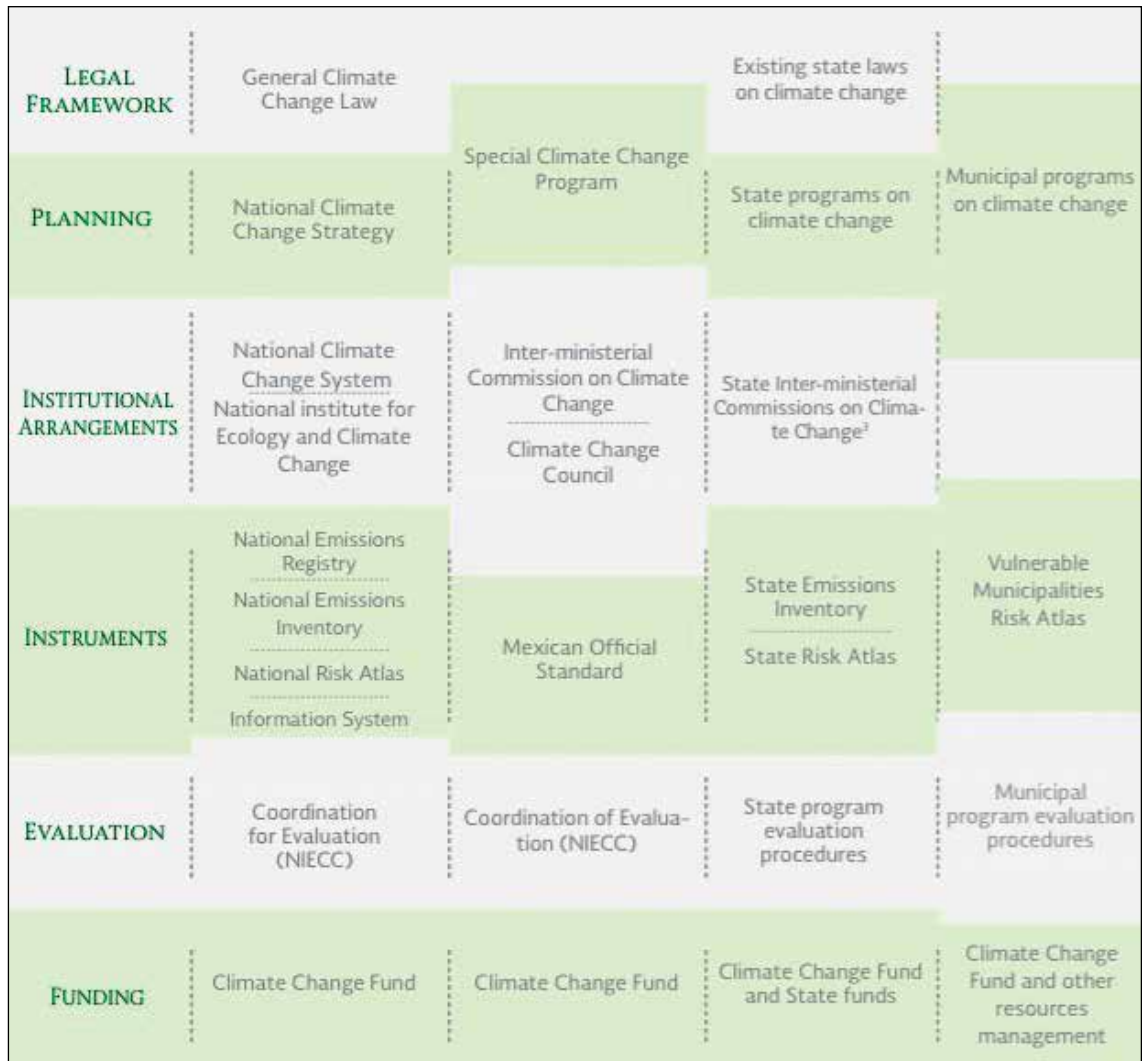 LEGAL
FRAMEWORK
General Climate
Change Law
Existing state laws
on climate change
PLANNING
National Climate
Change Strategy
Special Climate Change
Program
State programs on
climate change
Municipal programs
on climate change
INSTITUTIONAL
ARRANGEMENTS
National Climate
Change System
National institute for
Ecology and Climate
Change
Inter-ministerial
Commission on Climate
Change
Climate Change
Council
State Inter-ministerial
Commissions on Clima-
te Change³
INSTRUMENTS
National Emissions
Registry
National Emissions
Inventory
National Risk Atlas
Information System
Mexican Official
Standard
State Emissions
Inventory
State Risk Atlas
Vulnerable
Municipalities
Risk Atlas
EVALUATION
Coordination
for Evaluation
(NIECC)
Coordination of Evalua-
tion (NIECC)
State program
evaluation
procedures
Municipal
program evaluation
procedures
FUNDING
Climate Change Fund
Climate Change Fund
Climate Change Fund
and State funds
Climate Change
Fund and other
resources
management